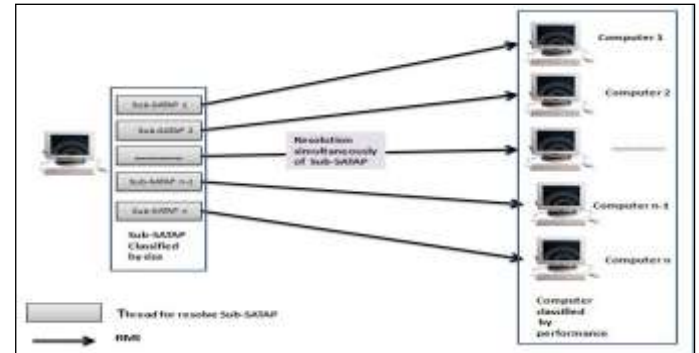 Computer 1
Sub-SATAP 1
Computer 2
Sub-SATAP 2
Resolution
simultaneously
of Sub-SATAP
Sub-SATAP n-1
Computer n-1
Sub-SATAP n
Sub-SATAP
Classified
by size
Computer n
Computer
classified
by
performance
Thread for resolve Sub-SATAP
RMI